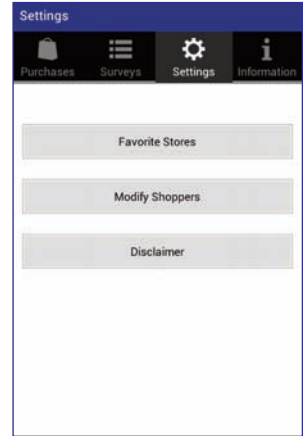 Settings
Purchases Surveys Settings Information
Favorite Stores
Modify Shoppers
Disclaimer